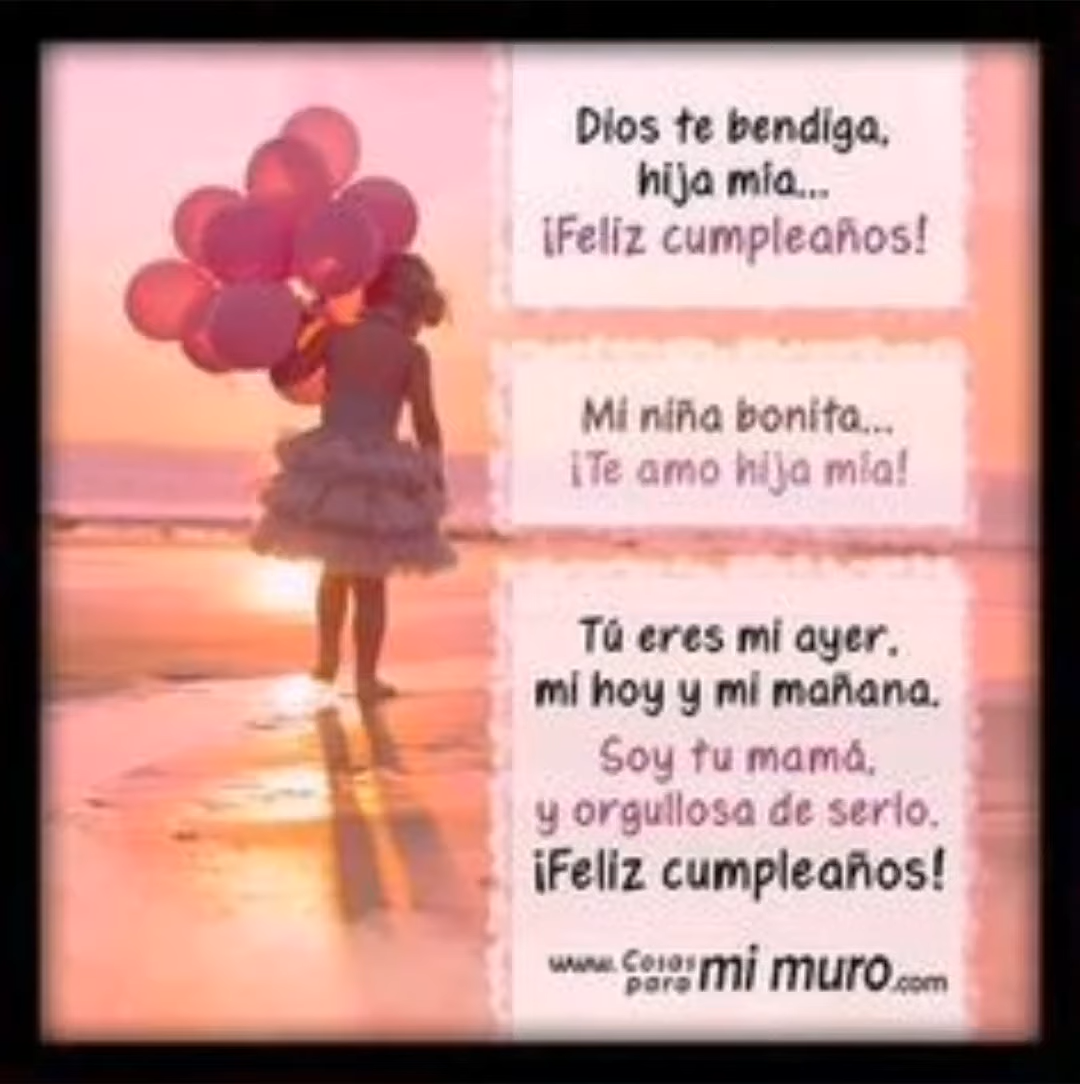 Dios te bendiga,
hija mía...
¡Feliz cumpleaños!
Mi niña bonita...
¡Te amo hija mía!
Tú eres mi ayer,
mi hoy y mi mañana.
Soy tu mamá,
y orgullosa de serlo.
¡Feliz cumpleaños!
www.Cosas para mi muro.com